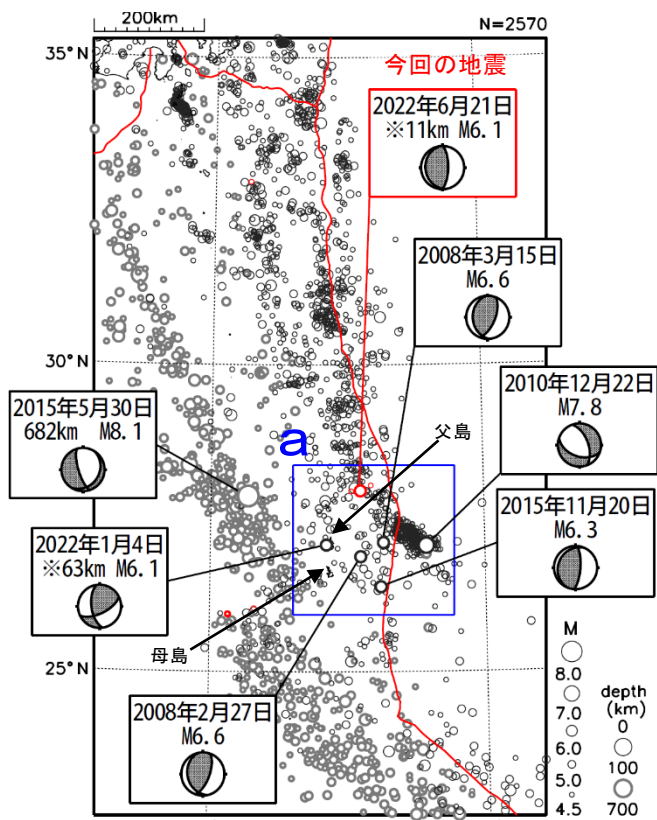 200km
N=2570
35°N
今回の地震
2022年6月21日
※11km M6.1
2008年3月15日
M6.6
30°N
2010年12月22日
M7.8
2015年5月30日
682km M8.1
a
父島
2015年11月20日
M6.3
2022年1月4日
※63km M6.1
母島
25°N
2008年2月27日
M6.6
M
8.0
7.0
6.0
5.0
4.5
depth
(km)
0
100
700